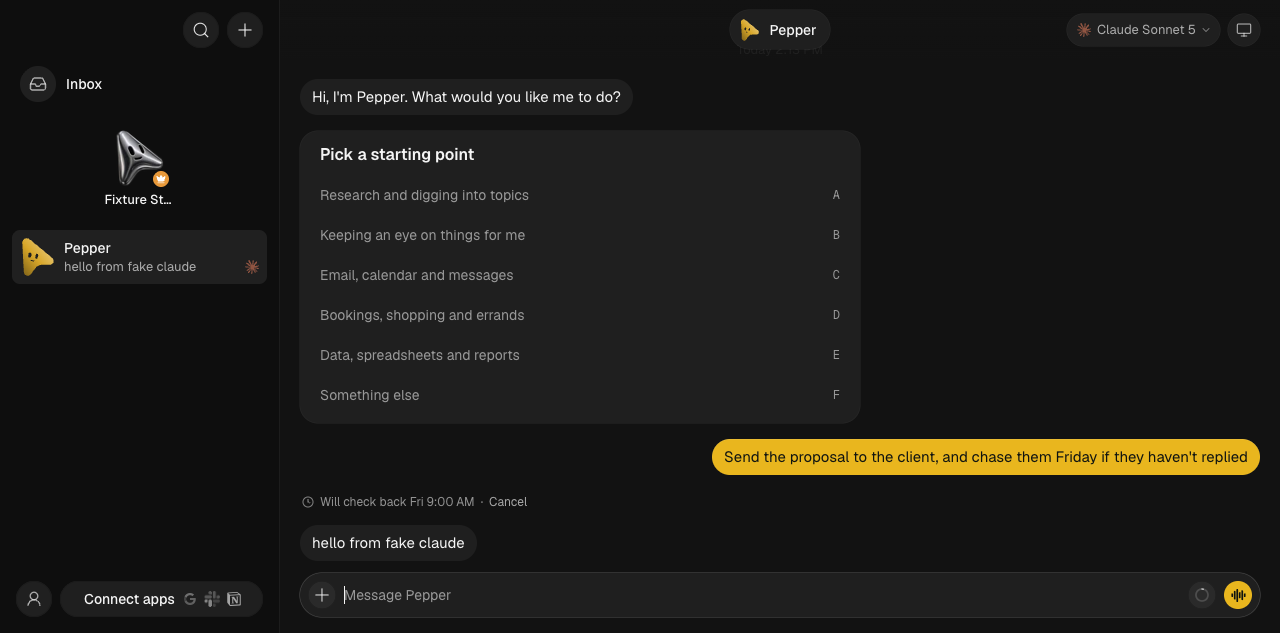 Pepper
Claude Sonnet 5
Inbox
Hi, I'm Pepper. What would you like me to do?
Fixture St...
Pick a starting point
Research and digging into topics A
Keeping an eye on things for me B
Email, calendar and messages C
Bookings, shopping and errands D
Data, spreadsheets and reports E
Something else F
Pepper
hello from fake claude
Send the proposal to the client, and chase them Friday if they haven't replied
Will check back Fri 9:00 AM · Cancel
hello from fake claude
Connect apps
Message Pepper